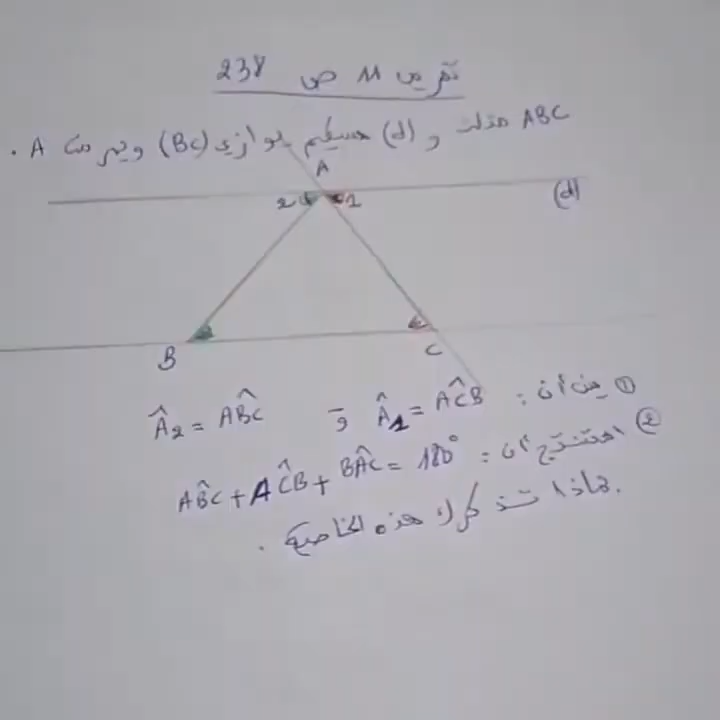 تمرين 11 ص 238
ABC مثلث و (d) مستقيم يوازي (BC) ويمر من A .
A
2 1 (d)
B C
① بين أن : Â₁ = AĈB و Â₂ = AB̂C
② استنتج أن : AB̂C + AĈB + BÂC = 180°
. ماذا تذكرك هذه الخاصية .